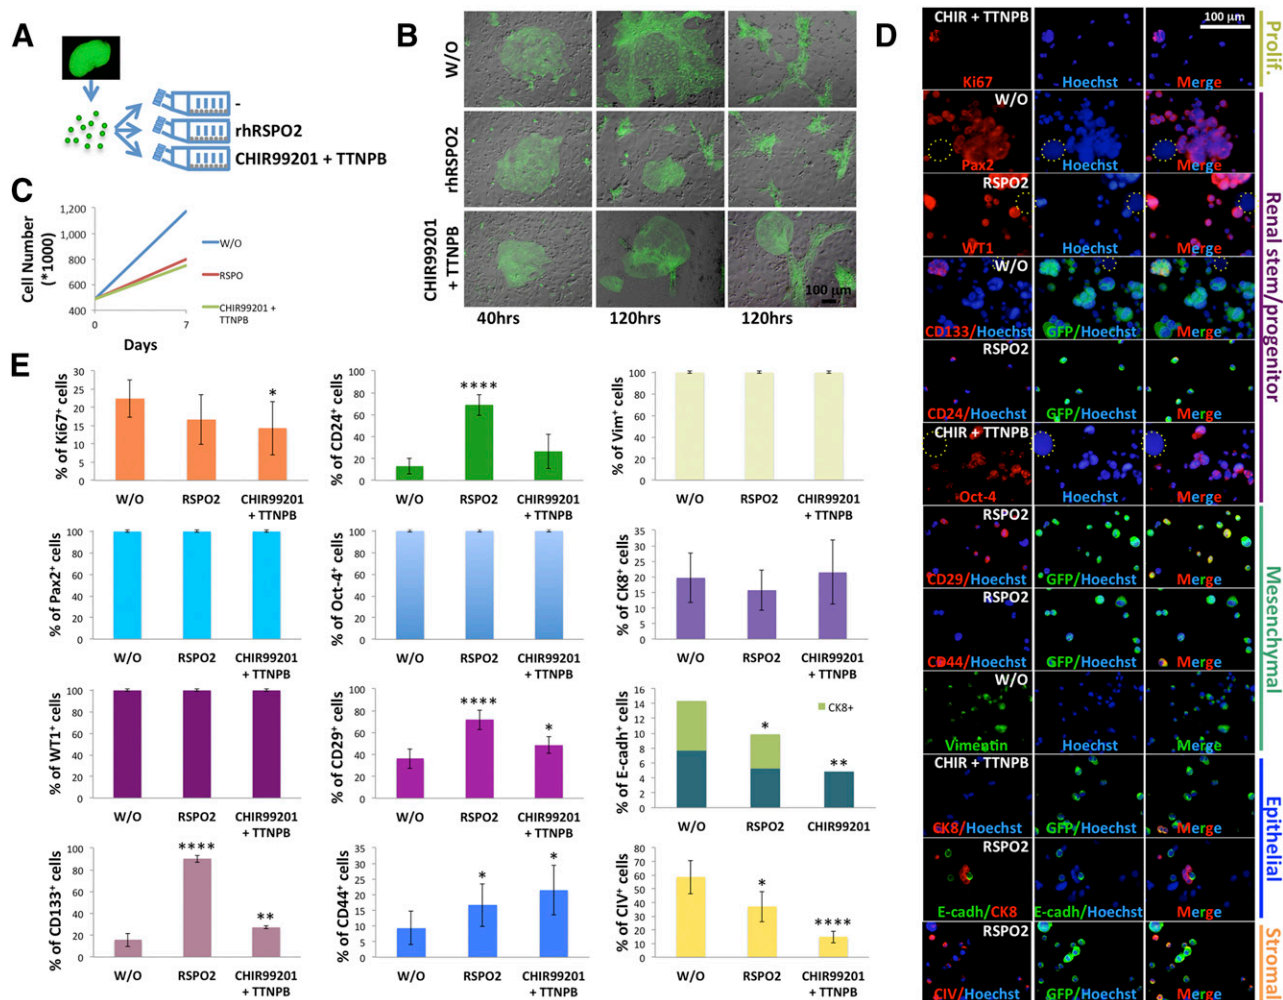 A
-
rhRSPO2
CHIR99201 + TTNPB
B
W/O
rhRSPO2
CHIR99201
+ TTNPB
100 µm
40hrs
120hrs
120hrs
C
Cell Number
(*1000)
1,200
1,000
800
600
400
0
7
Days
W/O
RSPO
CHIR99201 +
TTNPB
D
CHIR + TTNPB
100 µm
Ki67
Hoechst
Merge
Prolif.
W/O
Pax2
Hoechst
Merge
RSPO2
WT1
Hoechst
Merge
W/O
CD133/Hoechst
GFP/Hoechst
Merge
RSPO2
CD24/Hoechst
GFP/Hoechst
Merge
CHIR + TTNPB
Oct-4
Hoechst
Merge
Renal stem/progenitor
RSPO2
CD29/Hoechst
GFP/Hoechst
Merge
RSPO2
CD44/Hoechst
GFP/Hoechst
Merge
W/O
Vimentin
Hoechst
Merge
Mesenchymal
CHIR + TTNPB
CK8/Hoechst
GFP/Hoechst
Merge
RSPO2
E-cadh/CK8
E-cadh/Hoechst
Merge
Epithelial
RSPO2
CIV/Hoechst
GFP/Hoechst
Merge
Stromal
E
% of Ki67+ cells
30
25
20
15
10
5
0
*
W/O
RSPO2
CHIR99201
+ TTNPB
% of CD24+ cells
100
80
60
40
20
0
****
W/O
RSPO2
CHIR99201
+ TTNPB
% of Vim+ cells
100
80
60
40
20
0
W/O
RSPO2
CHIR99201
+ TTNPB
% of Pax2+ cells
100
80
60
40
20
0
W/O
RSPO2
CHIR99201
+ TTNPB
% of Oct-4+ cells
100
80
60
40
20
0
W/O
RSPO2
CHIR99201
+ TTNPB
% of CK8+ cells
35
30
25
20
15
10
5
0
W/O
RSPO2
CHIR99201
+ TTNPB
% of WT1+ cells
100
80
60
40
20
0
W/O
RSPO2
CHIR99201
+ TTNPB
% of CD29+ cells
100
80
60
40
20
0
****
*
W/O
RSPO2
CHIR99201
+ TTNPB
% of E-cadh+ cells
16
14
12
10
8
6
4
2
0
CK8+
*
**
W/O
RSPO2
CHIR99201
% of CD133+ cells
100
80
60
40
20
0
****
**
W/O
RSPO2
CHIR99201
+ TTNPB
% of CD44+ cells
35
30
25
20
15
10
5
0
*
*
W/O
RSPO2
CHIR99201
+ TTNPB
% of CIV+ cells
80
70
60
50
40
30
20
10
0
*
****
W/O
RSPO2
CHIR99201
+ TTNPB